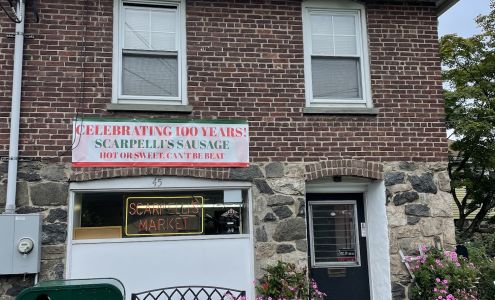 CELEBRATING 100 YEARS!
SCARPELLI'S SAUSAGE
HOT OR SWEET, CAN'T BE BEAT
45
SCARPELLI'S
MARKET